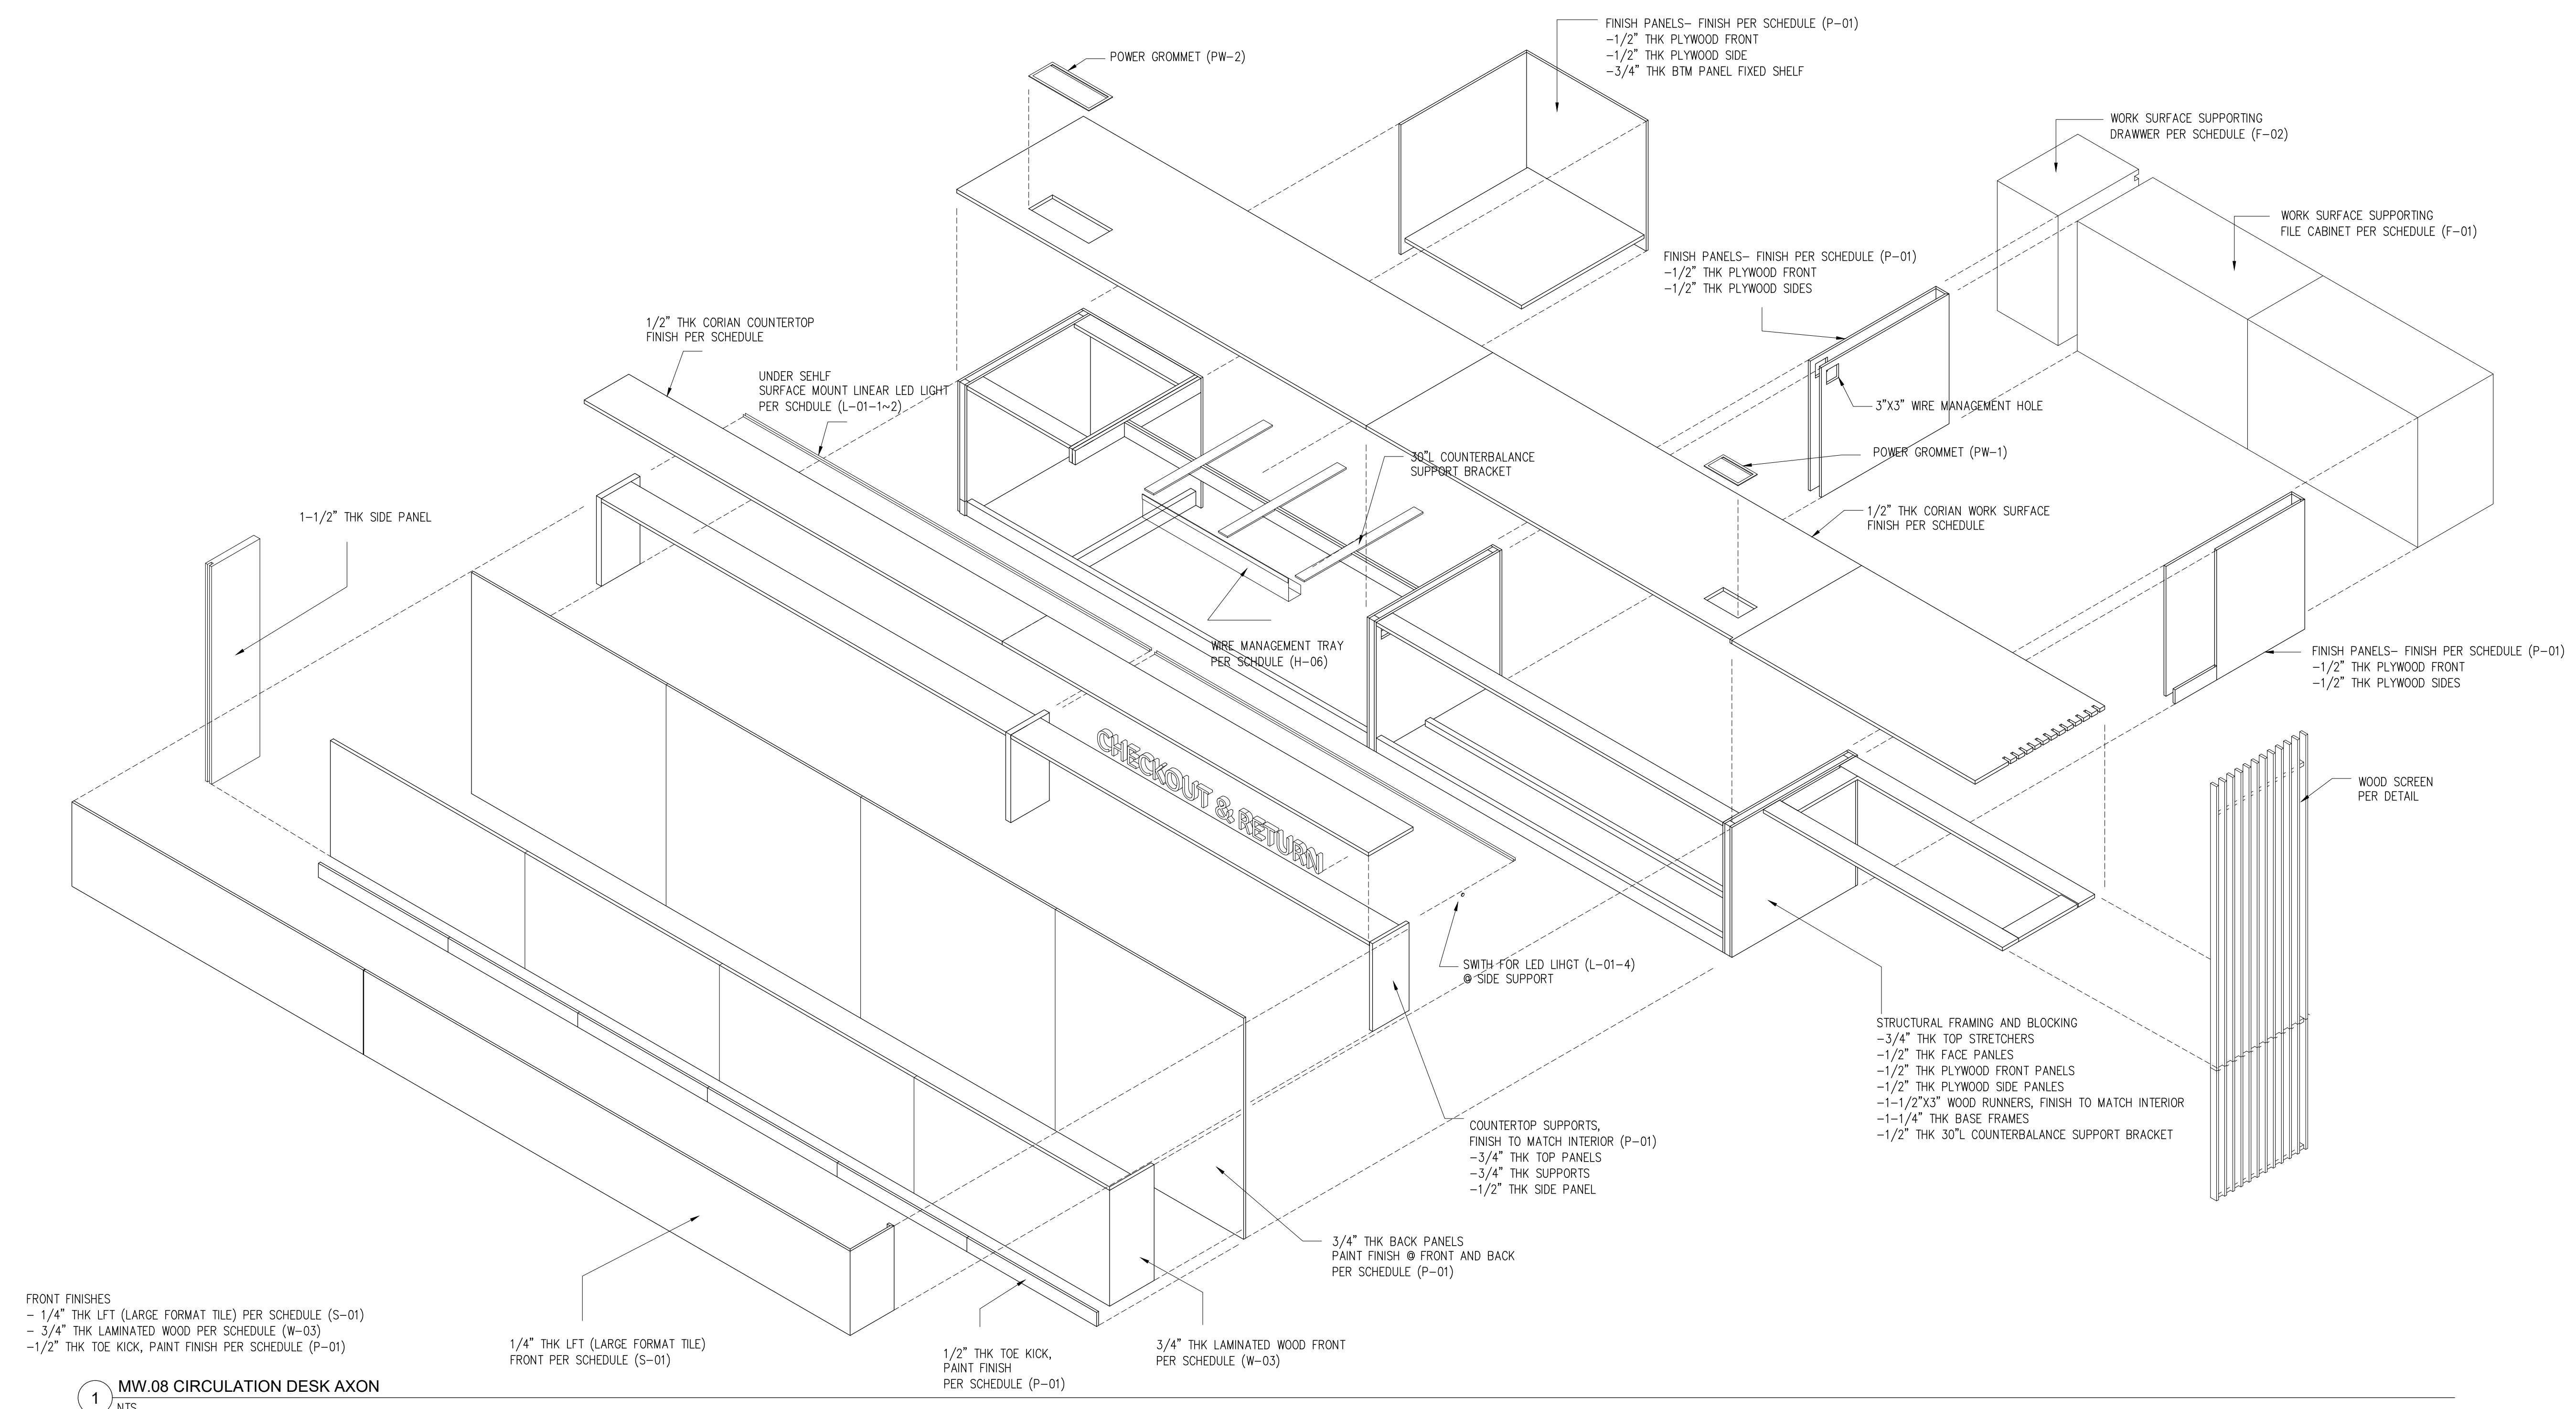 FINISH PANELS- FINISH PER SCHEDULE (P-01)
-1/2" THK PLYWOOD FRONT
-1/2" THK PLYWOOD SIDE
-3/4" THK BTM PANEL FIXED SHELF
POWER GROMMET (PW-2)
WORK SURFACE SUPPORTING
DRAWWER PER SCHEDULE (F-02)
WORK SURFACE SUPPORTING
FILE CABINET PER SCHEDULE (F-01)
FINISH PANELS- FINISH PER SCHEDULE (P-01)
-1/2" THK PLYWOOD FRONT
-1/2" THK PLYWOOD SIDES
1/2" THK CORIAN COUNTERTOP
FINISH PER SCHEDULE
UNDER SEHLF
SURFACE MOUNT LINEAR LED LIGHT
PER SCHDULE (L-01-1~2)
3"X3" WIRE MANAGEMENT HOLE
30"L COUNTERBALANCE
SUPPORT BRACKET
POWER GROMMET (PW-1)
1-1/2" THK SIDE PANEL
1/2" THK CORIAN WORK SURFACE
FINISH PER SCHEDULE
WIRE MANAGEMENT TRAY
PER SCHDULE (H-06)
FINISH PANELS- FINISH PER SCHEDULE (P-01)
-1/2" THK PLYWOOD FRONT
-1/2" THK PLYWOOD SIDES
CHECKOUT & RETURN
WOOD SCREEN
PER DETAIL
SWITH FOR LED LIHGT (L-01-4)
@ SIDE SUPPORT
STRUCTURAL FRAMING AND BLOCKING
-3/4" THK TOP STRETCHERS
-1/2" THK FACE PANLES
-1/2" THK PLYWOOD FRONT PANELS
-1/2" THK PLYWOOD SIDE PANLES
-1-1/2"X3" WOOD RUNNERS, FINISH TO MATCH INTERIOR
-1-1/4" THK BASE FRAMES
-1/2" THK 30"L COUNTERBALANCE SUPPORT BRACKET
COUNTERTOP SUPPORTS,
FINISH TO MATCH INTERIOR (P-01)
-3/4" THK TOP PANELS
-3/4" THK SUPPORTS
-1/2" THK SIDE PANEL
3/4" THK BACK PANELS
PAINT FINISH @ FRONT AND BACK
PER SCHEDULE (P-01)
FRONT FINISHES
- 1/4" THK LFT (LARGE FORMAT TILE) PER SCHEDULE (S-01)
- 3/4" THK LAMINATED WOOD PER SCHEDULE (W-03)
-1/2" THK TOE KICK, PAINT FINISH PER SCHEDULE (P-01)
1/4" THK LFT (LARGE FORMAT TILE)
FRONT PER SCHEDULE (S-01)
1/2" THK TOE KICK,
PAINT FINISH
PER SCHEDULE (P-01)
3/4" THK LAMINATED WOOD FRONT
PER SCHEDULE (W-03)
1 MW.08 CIRCULATION DESK AXON
NTS